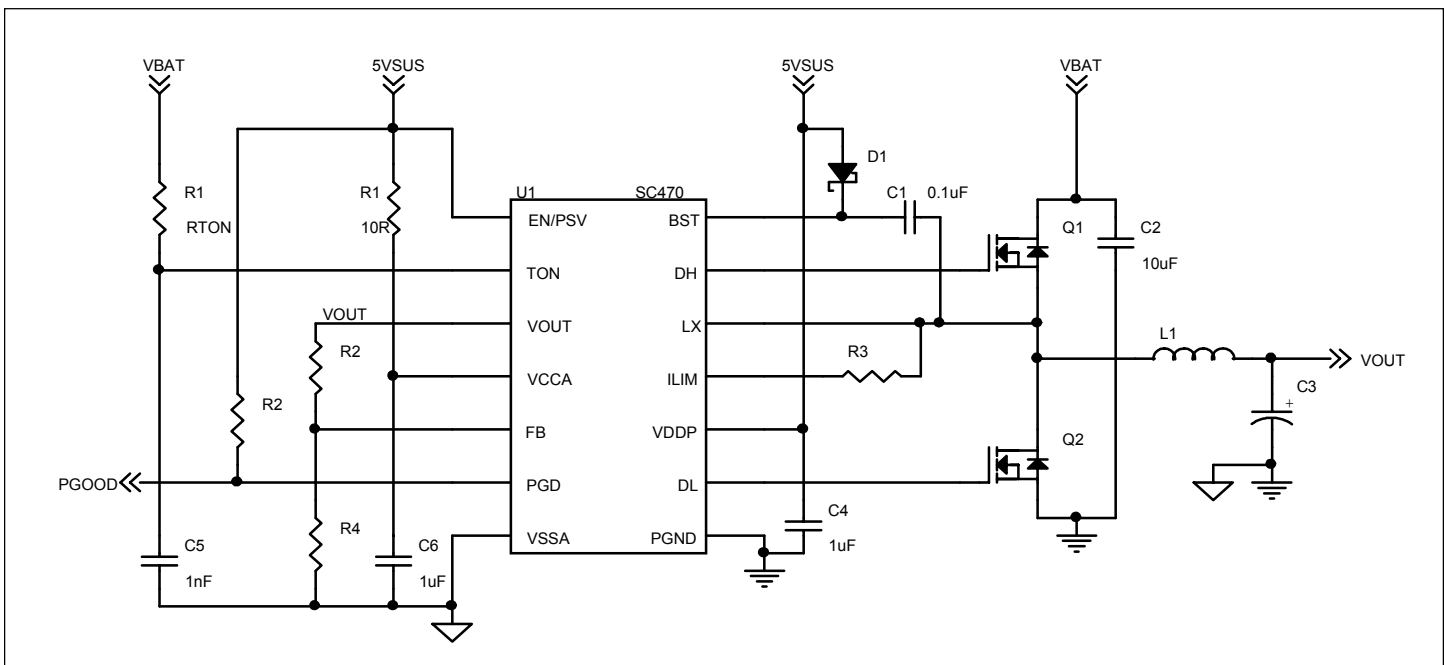 VBAT
5VSUS
5VSUS
VBAT
D1
R1
RTON
R1
10R
U1
SC470
C1
0.1uF
EN/PSV
BST
Q1
C2
10uF
TON
DH
VOUT
VOUT
LX
L1
R2
R3
VOUT
VCCA
ILIM
C3
+
R2
FB
VDDP
Q2
PGOOD
PGD
DL
R4
C4
1uF
C5
1nF
C6
1uF
VSSA
PGND